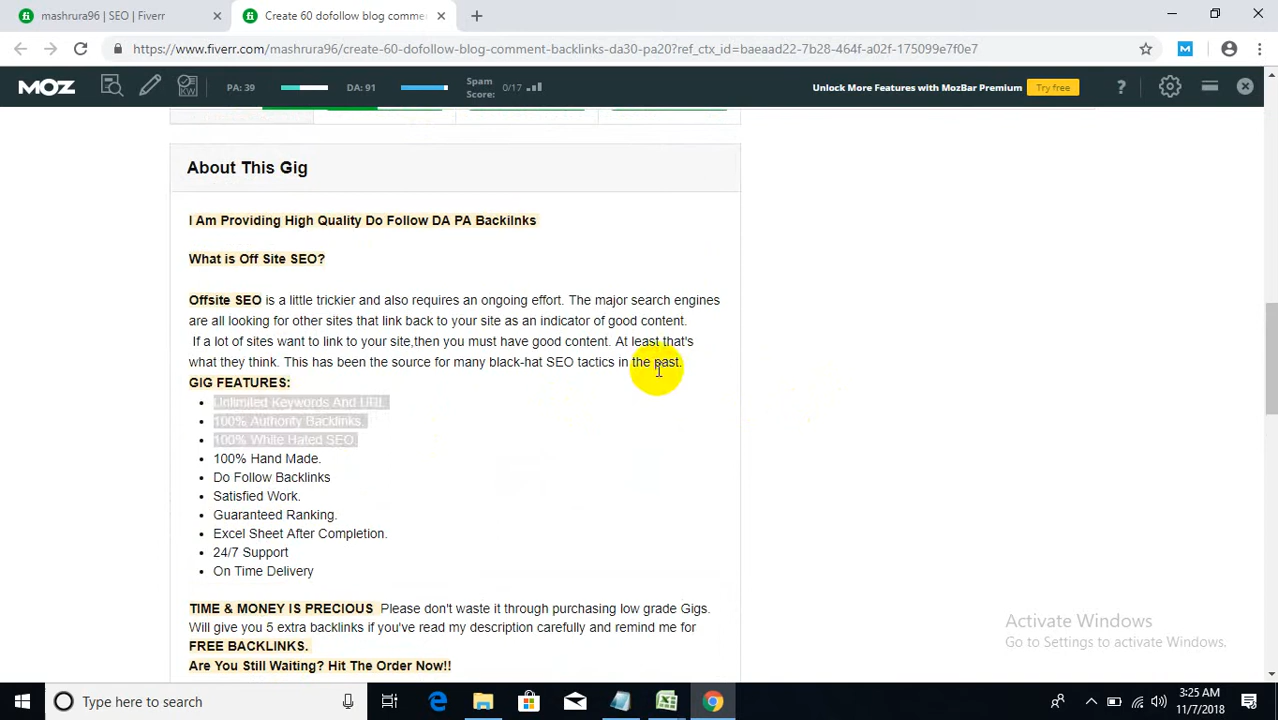 mashrura96 | SEO | Fiverr
Create 60 dofollow blog comme
https://www.fiverr.com/mashrura96/create-60-dofollow-blog-comment-backlinks-da30-pa20?ref_ctx_id=baeaad22-7b28-464f-a02f-175099e7f0e7
MOZ
KW
PA: 39
DA: 91
Spam
Score: 0/17
Unlock More Features with MozBar Premium
Try free
?
About This Gig
I Am Providing High Quality Do Follow DA PA Backilnks
What is Off Site SEO?
Offsite SEO is a little trickier and also requires an ongoing effort. The major search engines
are all looking for other sites that link back to your site as an indicator of good content.
If a lot of sites want to link to your site,then you must have good content. At least that's
what they think. This has been the source for many black-hat SEO tactics in the past.
GIG FEATURES:
• Unlimited Keywords And URL.
• 100% Authority Backlinks.
• 100% While Hated SEO.
• 100% Hand Made.
• Do Follow Backlinks
• Satisfied Work.
• Guaranteed Ranking.
• Excel Sheet After Completion.
• 24/7 Support
• On Time Delivery
TIME & MONEY IS PRECIOUS Please don't waste it through purchasing low grade Gigs.
Will give you 5 extra backlinks if you've read my description carefully and remind me for
FREE BACKLINKS.
Are You Still Waiting? Hit The Order Now!!
Activate Windows
Go to Settings to activate Windows.
Type here to search
3:25 AM
11/7/2018